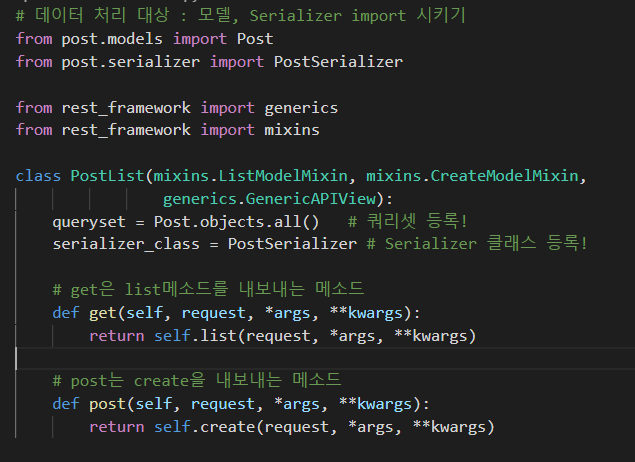 # 데이터 처리 대상 : 모델, Serializer import 시키기
from post.models import Post
from post.serializer import PostSerializer
from rest_framework import generics
from rest_framework import mixins
class PostList(mixins.ListModelMixin, mixins.CreateModelMixin,
generics.GenericAPIView):
queryset = Post.objects.all()   # 쿼리셋 등록!
serializer_class = PostSerializer # Serializer 클래스 등록!
# get은 list메소드를 내보내는 메소드
def get(self, request, *args, **kwargs):
return self.list(request, *args, **kwargs)
# post는 create을 내보내는 메소드
def post(self, request, *args, **kwargs):
return self.create(request, *args, **kwargs)